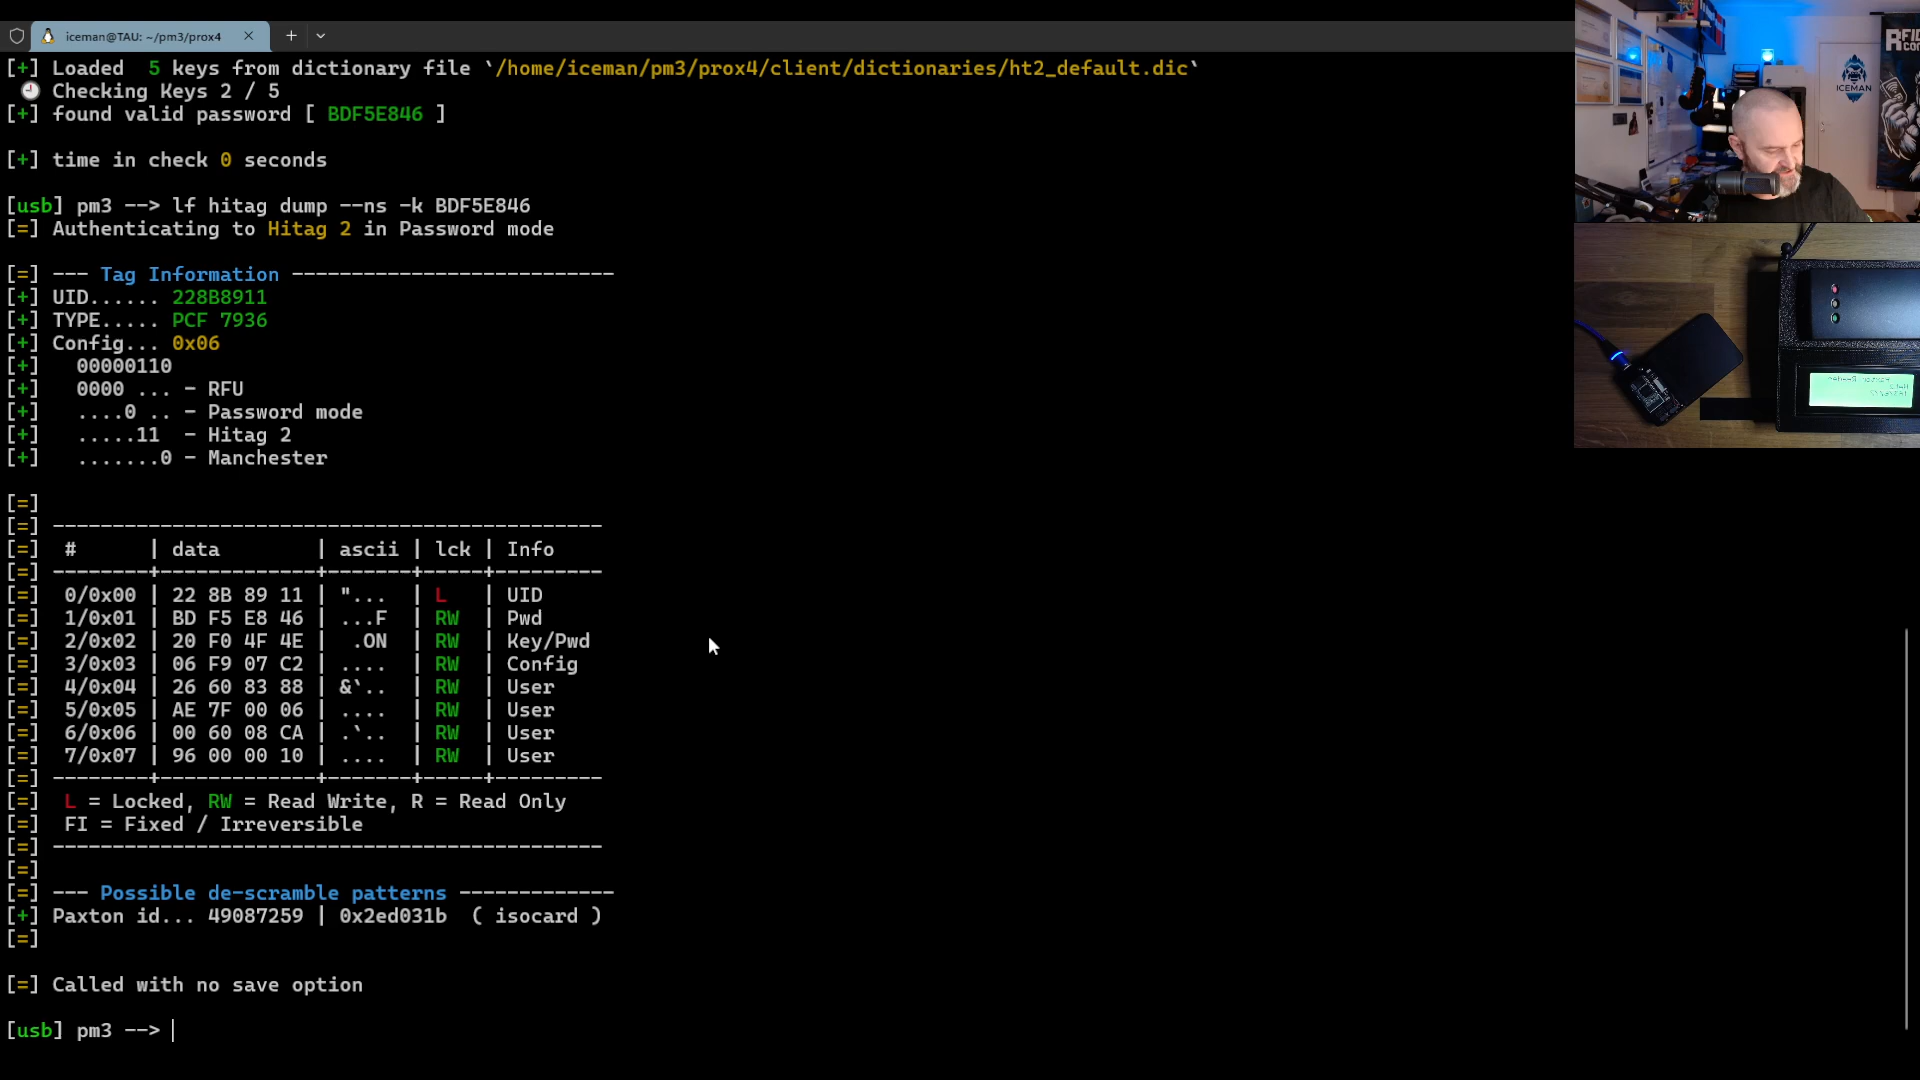 iceman@TAU: ~/pm3/prox4
[+] Loaded  5 keys from dictionary file `/home/iceman/pm3/prox4/client/dictionaries/ht2_default.dic`
Checking Keys 2 / 5
[+] found valid password [ BDF5E846 ]
[+] time in check 0 seconds
[usb] pm3 --> lf hitag dump --ns -k BDF5E846
[=] Authenticating to Hitag 2 in Password mode
[=] --- Tag Information ---------------------------
[+] UID...... 228B8911
[+] TYPE..... PCF 7936
[+] Config... 0x06
[+]   00000110
[+]   0000 ... - RFU
[+]   ....0 .. - Password mode
[+]   .....11  - Hitag 2
[+]   .......0 - Manchester
[=]
[=] ----------------------------------------------
[=]  #      | data        | ascii | lck | Info
[=] --------+-------------+-------+-----+---------
[=]  0/0x00 | 22 8B 89 11 | "...  | L   | UID
[=]  1/0x01 | BD F5 E8 46 | ...F  | RW  | Pwd
[=]  2/0x02 | 20 F0 4F 4E |  .ON  | RW  | Key/Pwd
[=]  3/0x03 | 06 F9 07 C2 | ....  | RW  | Config
[=]  4/0x04 | 26 60 83 88 | &`..  | RW  | User
[=]  5/0x05 | AE 7F 00 06 | ....  | RW  | User
[=]  6/0x06 | 00 60 08 CA | .`..  | RW  | User
[=]  7/0x07 | 96 00 00 10 | ....  | RW  | User
[=] --------+-------------+-------+-----+---------
[=]  L = Locked, RW = Read Write, R = Read Only
[=]  FI = Fixed / Irreversible
[=] ----------------------------------------------
[=]
[=] --- Possible de-scramble patterns -------------
[+] Paxton id... 49087259 | 0x2ed031b  ( isocard )
[=]
[=] Called with no save option
[usb] pm3 -->
RFID
ICEMAN